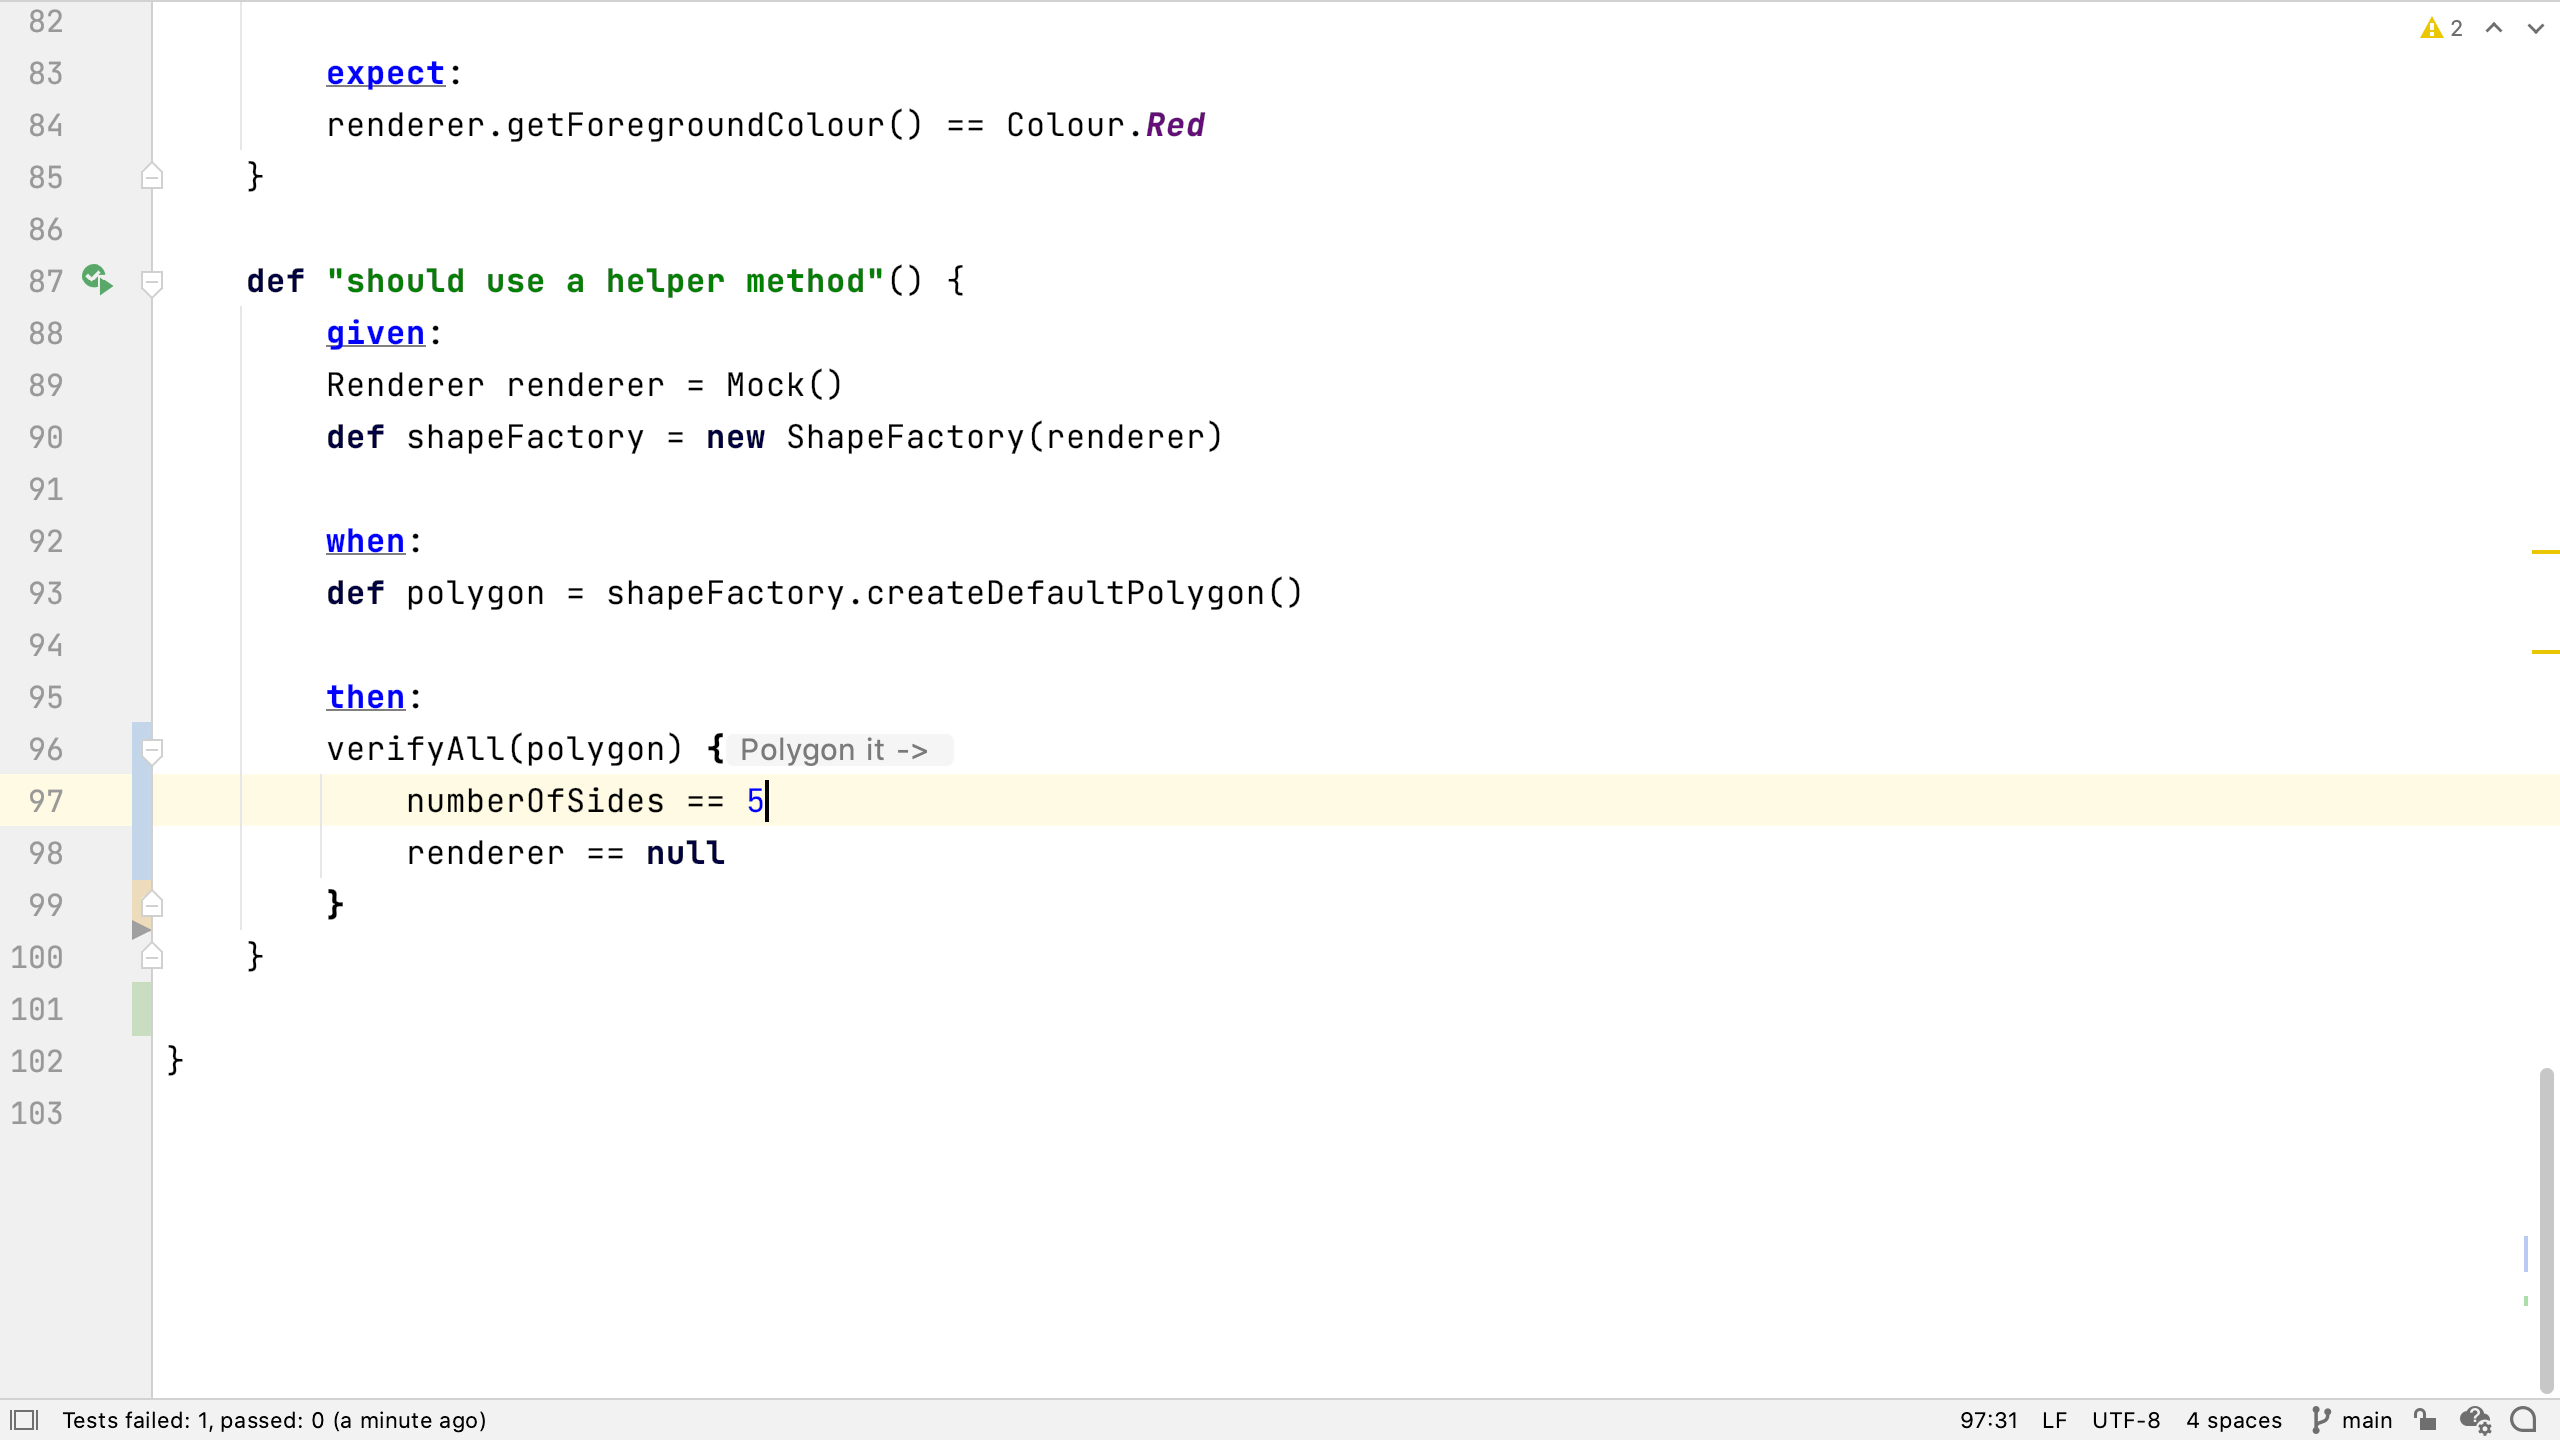 82
2
83 expect:
84 renderer.getForegroundColour() == Colour.Red
85 }
86
87 def "should use a helper method"() {
88 given:
89 Renderer renderer = Mock()
90 def shapeFactory = new ShapeFactory(renderer)
91
92 when:
93 def polygon = shapeFactory.createDefaultPolygon()
94
95 then:
96 verifyAll(polygon) { Polygon it ->
97 numberOfSides == 5
98 renderer == null
99 }
100 }
101
102 }
103
Tests failed: 1, passed: 0 (a minute ago) 97:31 LF UTF-8 4 spaces main